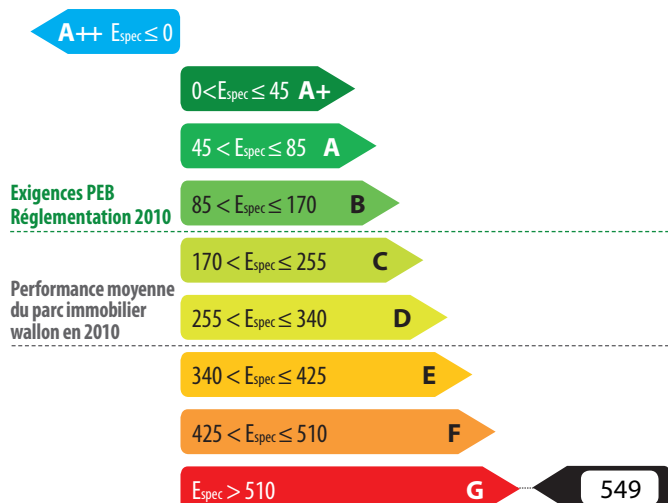 A++ Espec ≤ 0
0<Espec ≤ 45 A+
45 < Espec ≤ 85 A
Exigences PEB
Réglementation 2010
85 < Espec ≤ 170 B
170 < Espec ≤ 255 C
Performance moyenne
du parc immobilier
wallon en 2010
255 < Espec ≤ 340 D
340 < Espec ≤ 425 E
425 < Espec ≤ 510 F
Espec > 510 G 549